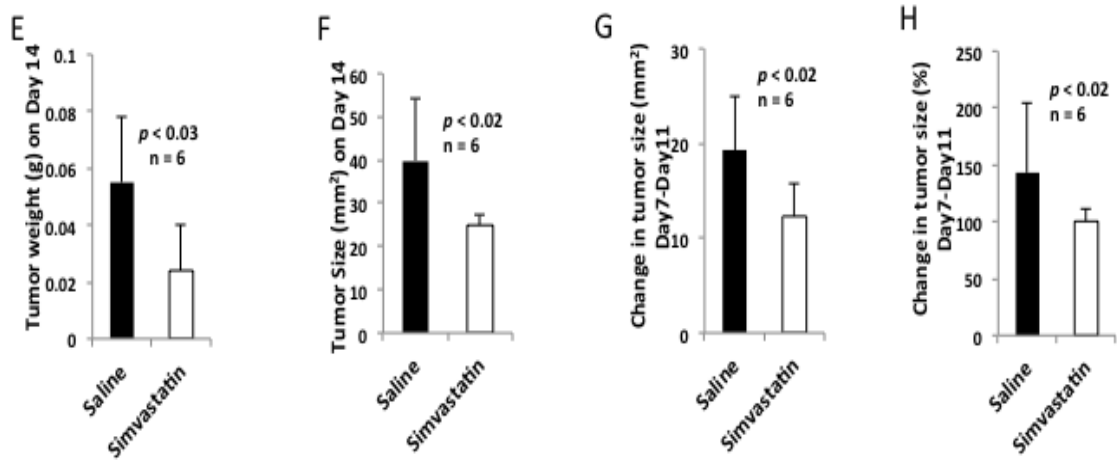 E
Tumor weight (g) on Day 14
0.1
0.08
0.06
0.04
0.02
0
p < 0.03
n = 6
Saline
Simvastatin
F
Tumor Size (mm²) on Day 14
60
50
40
30
20
10
0
p < 0.02
n = 6
Saline
Simvastatin
G
Change in tumor size (mm²)
Day7-Day11
30
20
10
0
p < 0.02
n = 6
Saline
Simvastatin
H
Change in tumor size (%)
Day7-Day11
250
200
150
100
50
0
p < 0.02
n = 6
Saline
Simvastatin